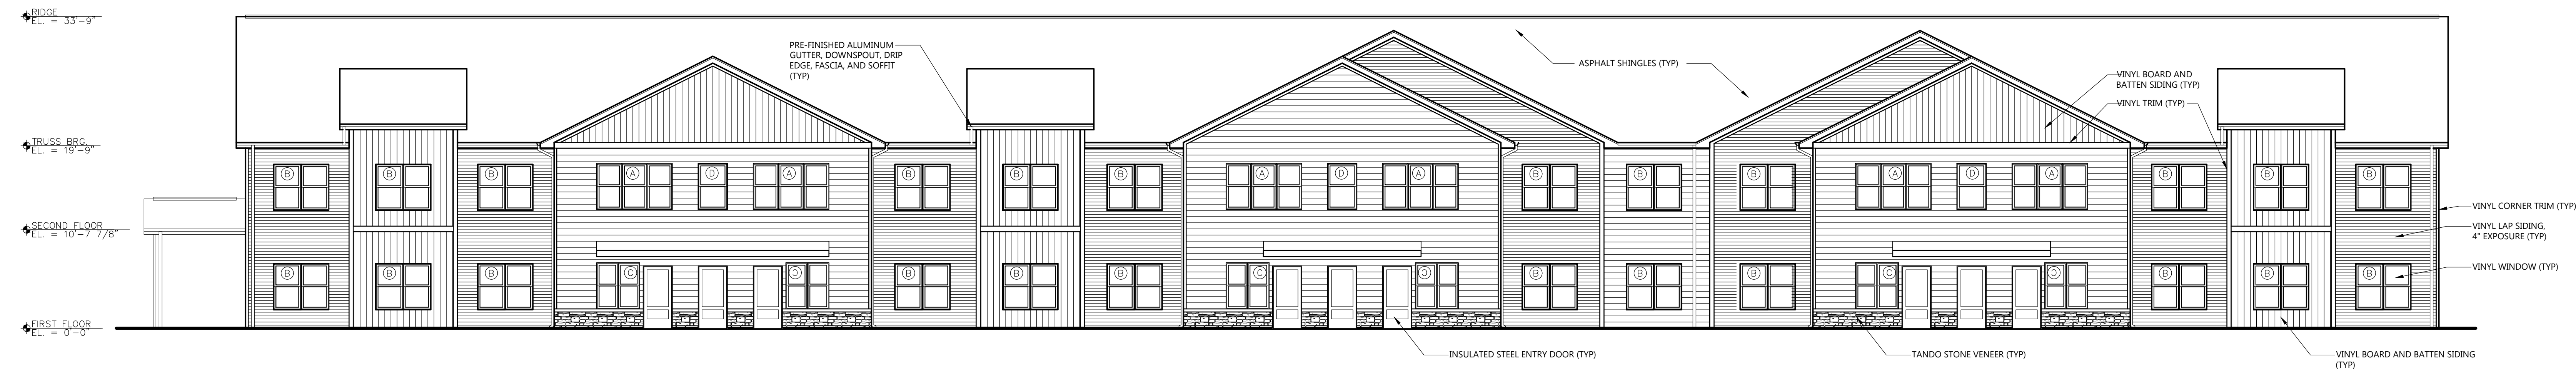 RIDGE
EL. = 33'-9"
PRE-FINISHED ALUMINUM
GUTTER, DOWNSPOUT, DRIP
EDGE, FASCIA, AND SOFFIT
(TYP)
ASPHALT SHINGLES (TYP)
VINYL BOARD AND
BATTEN SIDING (TYP)
VINYL TRIM (TYP)
TRUSS BRG.
EL. = 19'-9"
B B B A D A B B B A D A B B B A D A B B B
SECOND FLOOR
EL. = 10'-7 7/8"
VINYL CORNER TRIM (TYP)
VINYL LAP SIDING,
4" EXPOSURE (TYP)
VINYL WINDOW (TYP)
B B B C C B B B C C B B B C C B B B
FIRST FLOOR
EL. = 0'-0"
INSULATED STEEL ENTRY DOOR (TYP)
TANDO STONE VENEER (TYP)
VINYL BOARD AND BATTEN SIDING
(TYP)